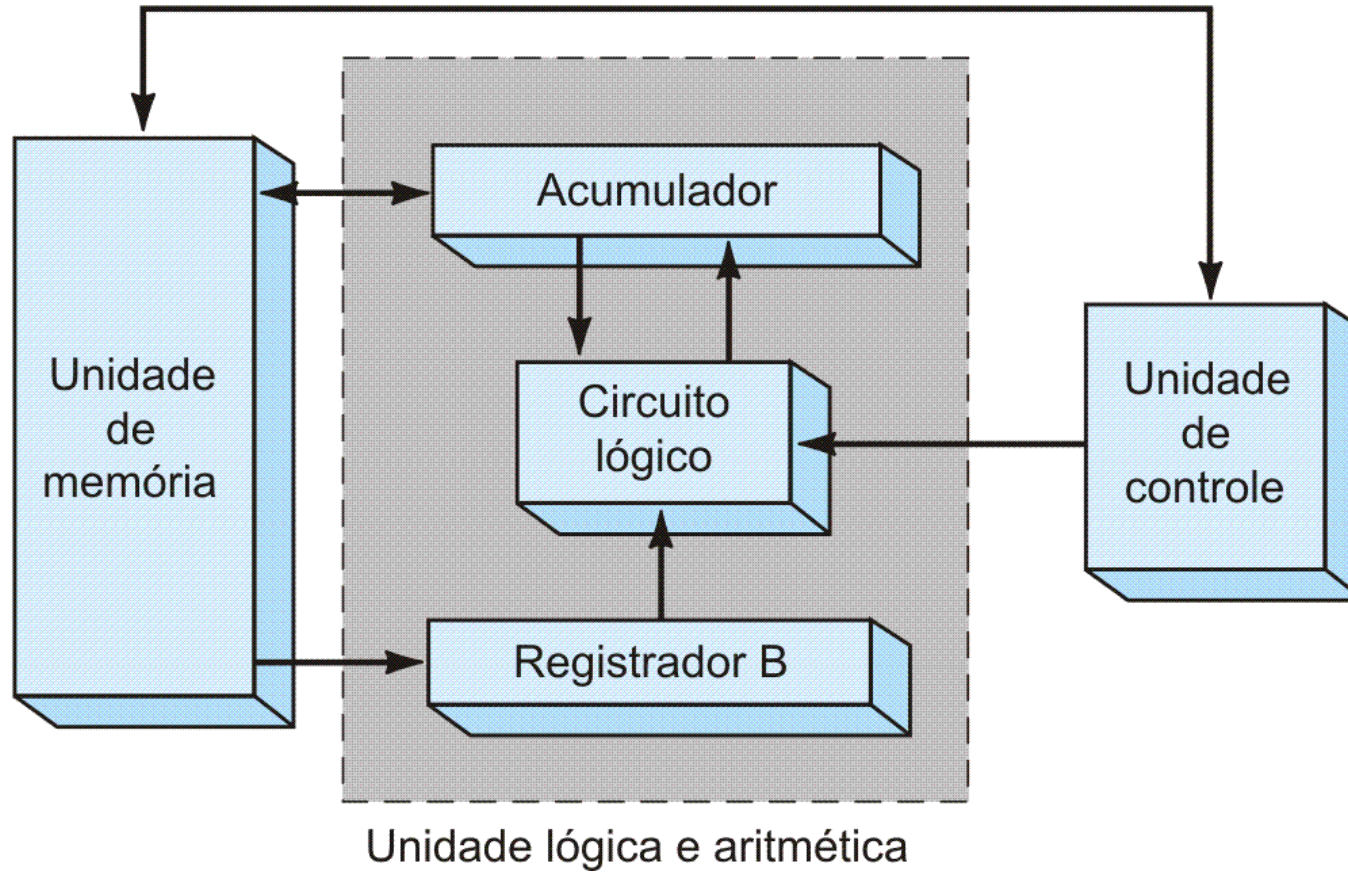 Acumulador
Unidade
de
memória
Circuito
lógico
Unidade
de
controle
Registrador B
Unidade lógica e aritmética